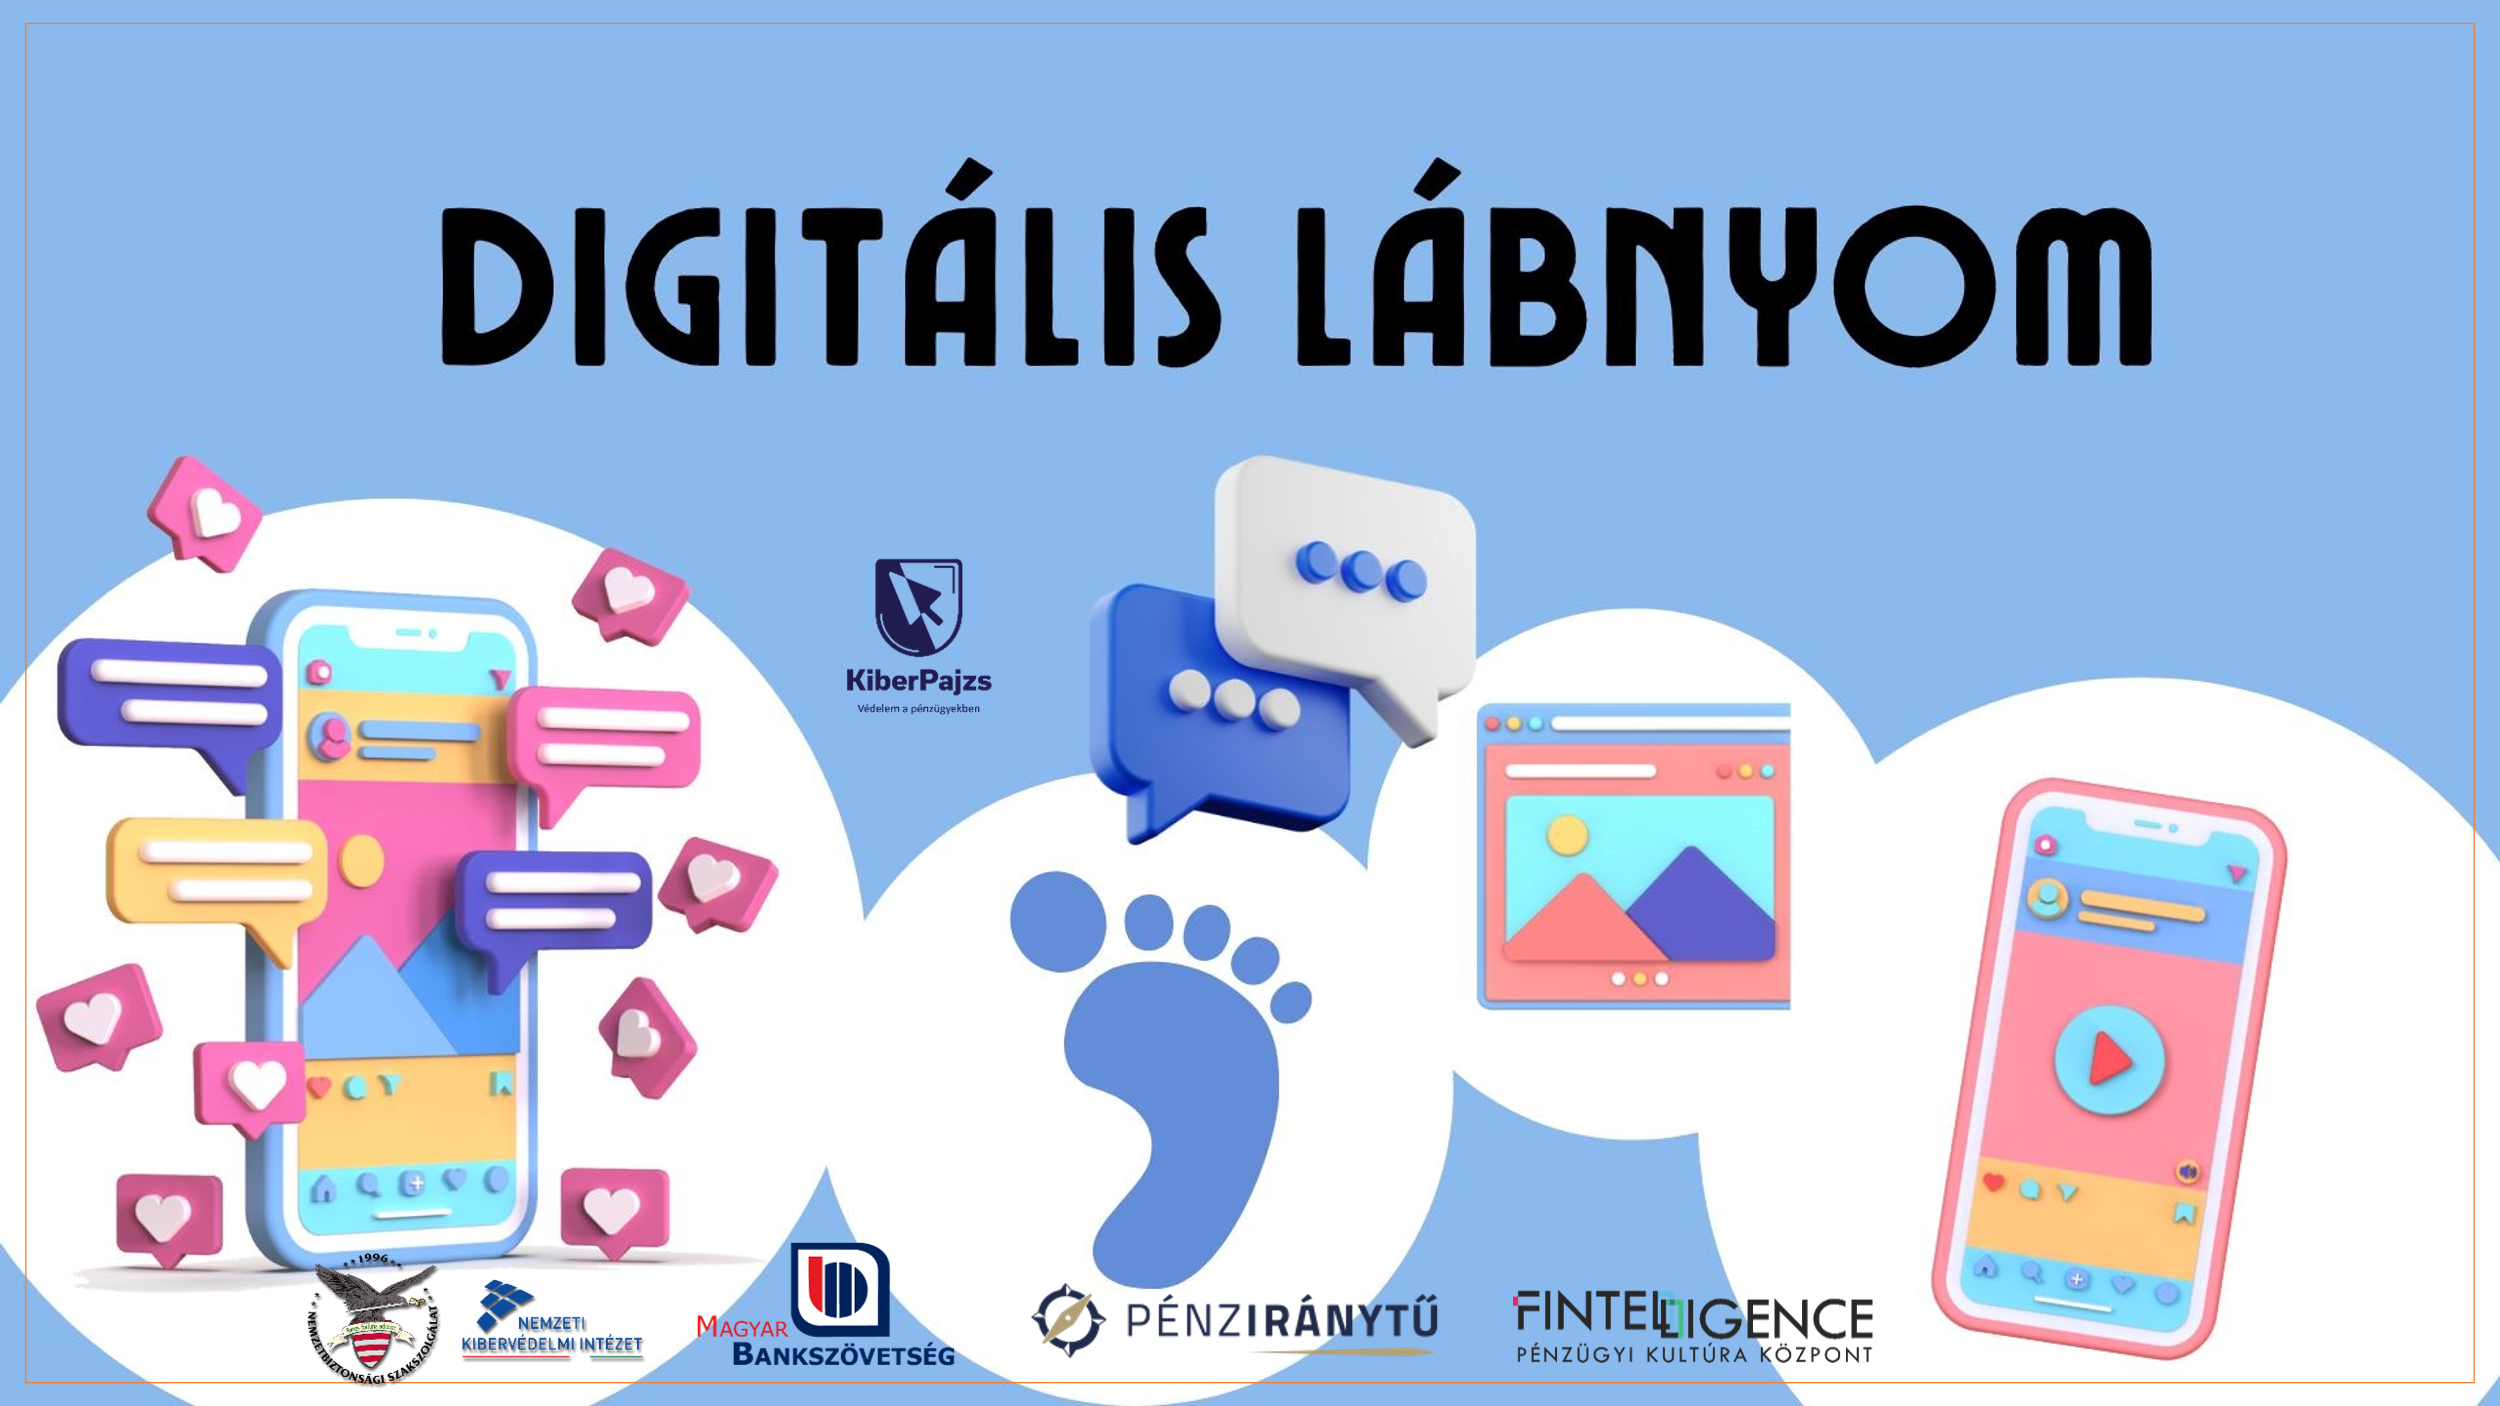 DIGITÁLIS LÁBNYOM
KiberPajzs
Védelem a pénzügyekben
1996
NEMZETBIZTONSÁGI SZAKSZOLGÁLAT
NEMZETI
KIBERVÉDELMI INTÉZET
MAGYAR
BANKSZÖVETSÉG
PÉNZIRÁNYTŰ
FINTELLIGENCE
PÉNZÜGYI KULTÚRA KÖZPONT